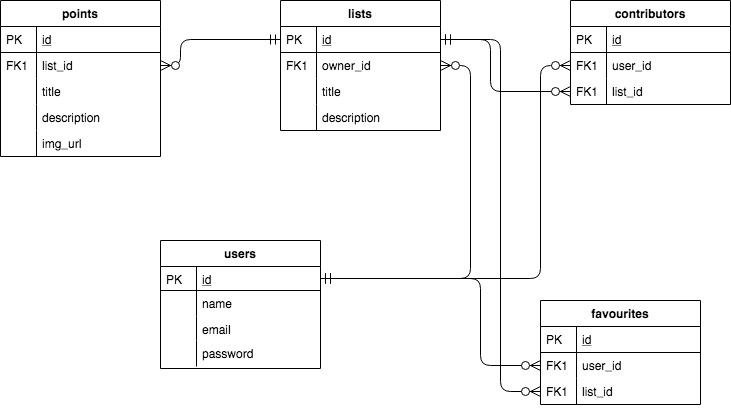 points
PK id
FK1 list_id
title
description
img_url
lists
PK id
FK1 owner_id
title
description
contributors
PK id
FK1 user_id
FK1 list_id
users
PK id
name
email
password
favourites
PK id
FK1 user_id
FK1 list_id